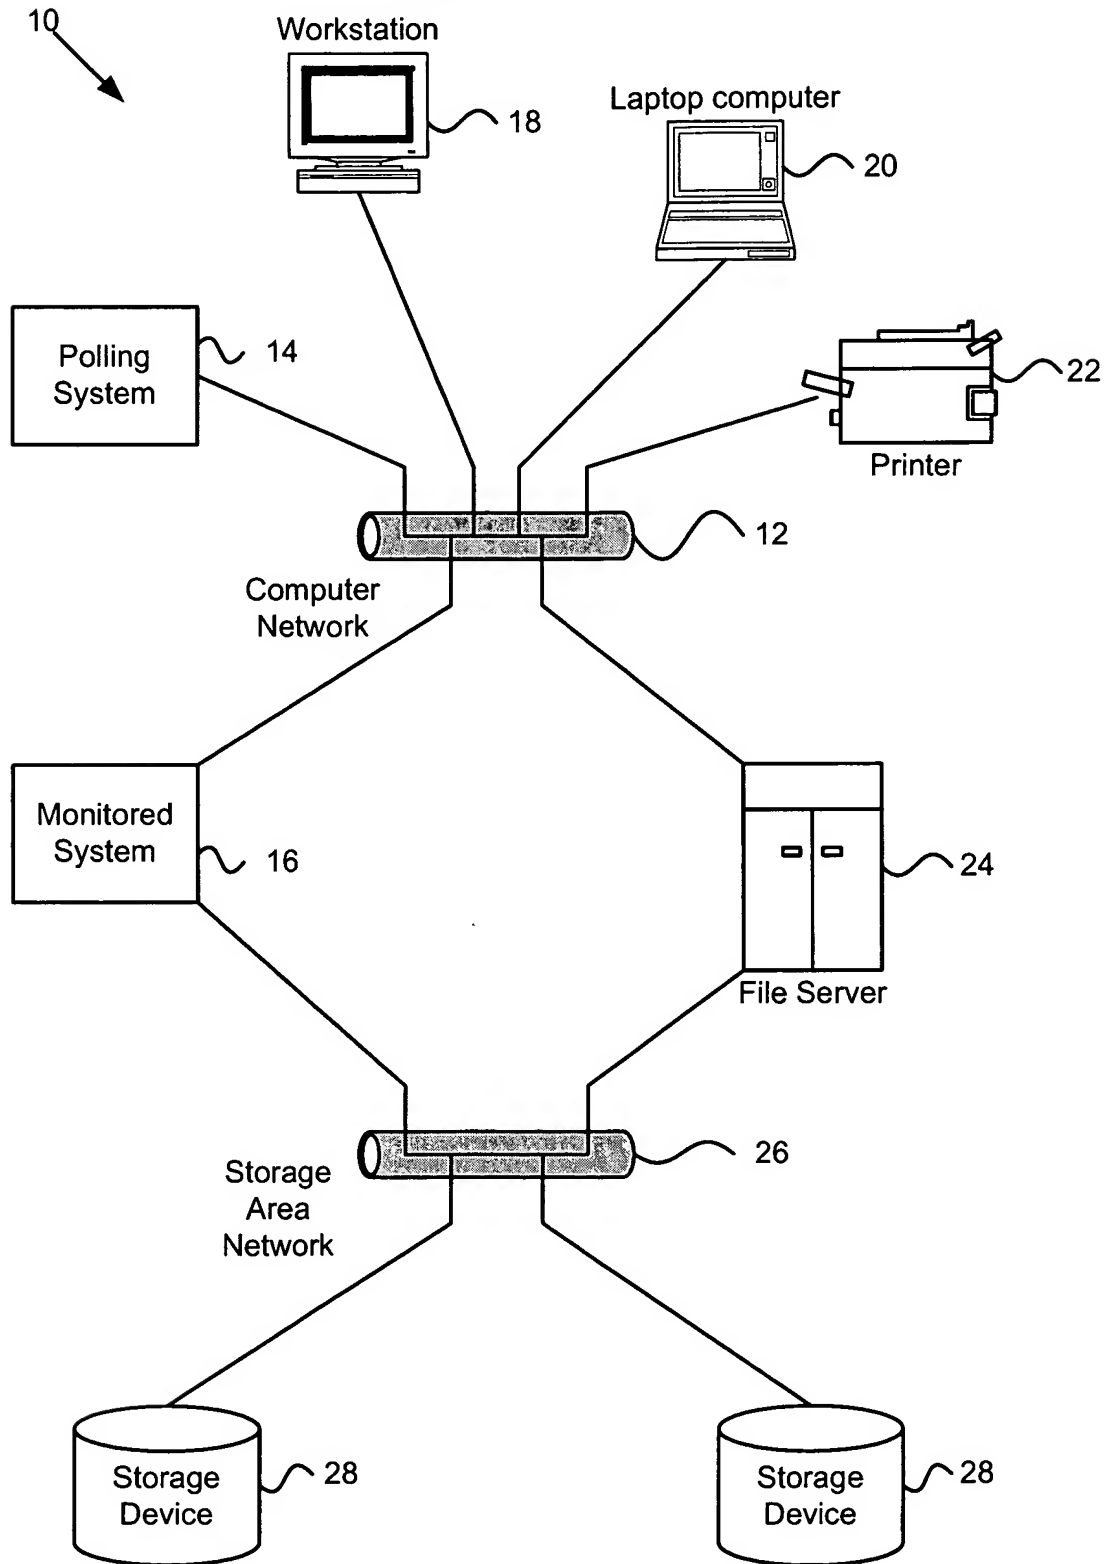 10
Workstation
18
Laptop computer
20
Polling
System
14
22
Printer
12
Computer
Network
Monitored
System
16
24
File Server
26
Storage
Area
Network
Storage
Device
28
Storage
Device
28